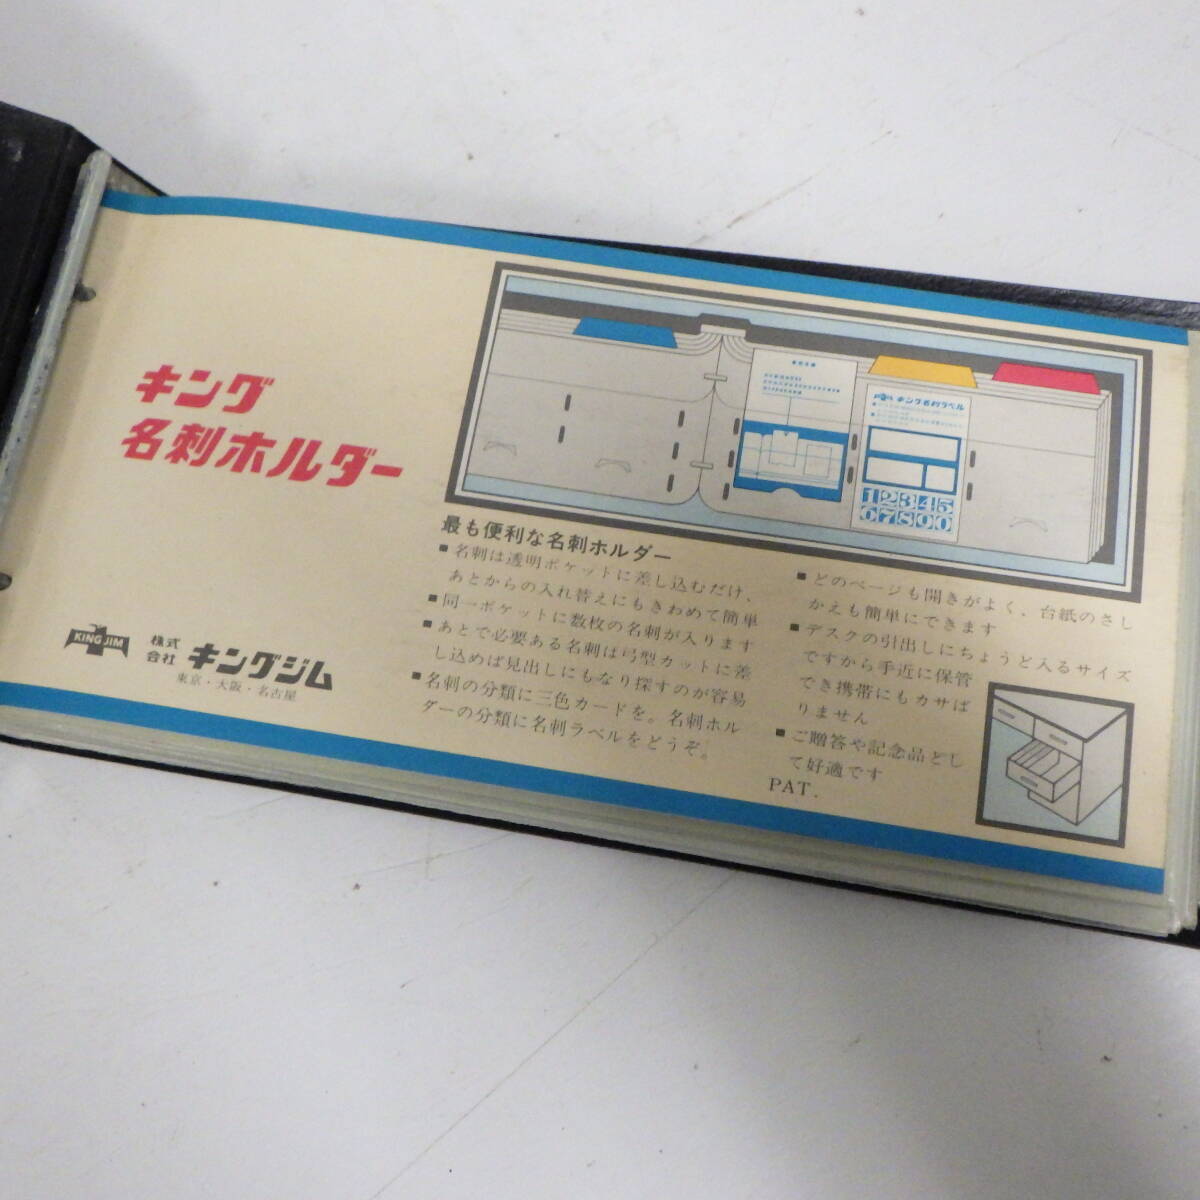 キング
名刺ホルダー
KING JIM
株式
会社 キングジム
東京・大阪・名古屋
キング名刺ラベル
12345
67890
最も便利な名刺ホルダー
■名刺は透明ポケットに差し込むだけ、
あとからの入れ替えにもきわめて簡単
■同一ポケットに数枚の名刺が入ります
■あとで必要ある名刺は弓型カットに差
し込めば見出しにもなり探すのが容易
■名刺の分類に三色カードを。名刺ホル
ダーの分類に名刺ラベルをどうぞ。
■どのページも開きがよく、台紙のさし
かえも簡単にできます
■デスクの引出しにちょうど入るサイズ
ですから手近に保管
でき携帯にもカサば
りません
■ご贈答や記念品とし
て好適です
PAT.